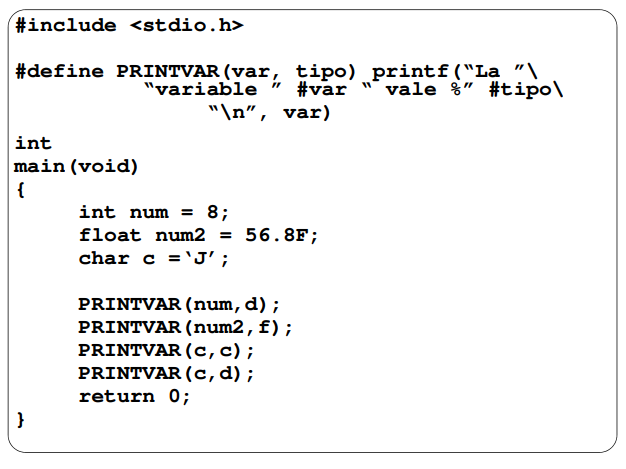 #include <stdio.h>
#define PRINTVAR(var, tipo) printf(“La ”\
“variable ” #var “ vale %” #tipo\
“\n”, var)
int
main(void)
{
int num = 8;
float num2 = 56.8F;
char c =‘J’;
PRINTVAR(num,d);
PRINTVAR(num2,f);
PRINTVAR(c,c);
PRINTVAR(c,d);
return 0;
}